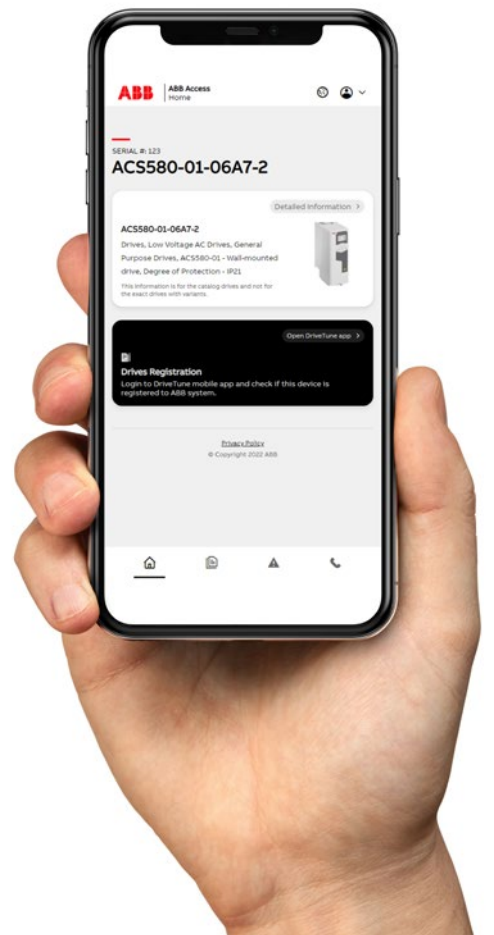 ABB
ABB Access
Home
SERIAL #: 123
ACS580-01-06A7-2
Detailed Information >
ACS580-01-06A7-2
Drives, Low Voltage AC Drives, General
Purpose Drives, ACS580-01 - Wall-mounted
drive, Degree of Protection - IP21
This information is for the catalog drives and not for
the exact drives with variants.
Open DriveTune app >
Drives Registration
Login to DriveTune mobile app and check if this device is
registered to ABB system.
Privacy Policy
© Copyright 2022 ABB